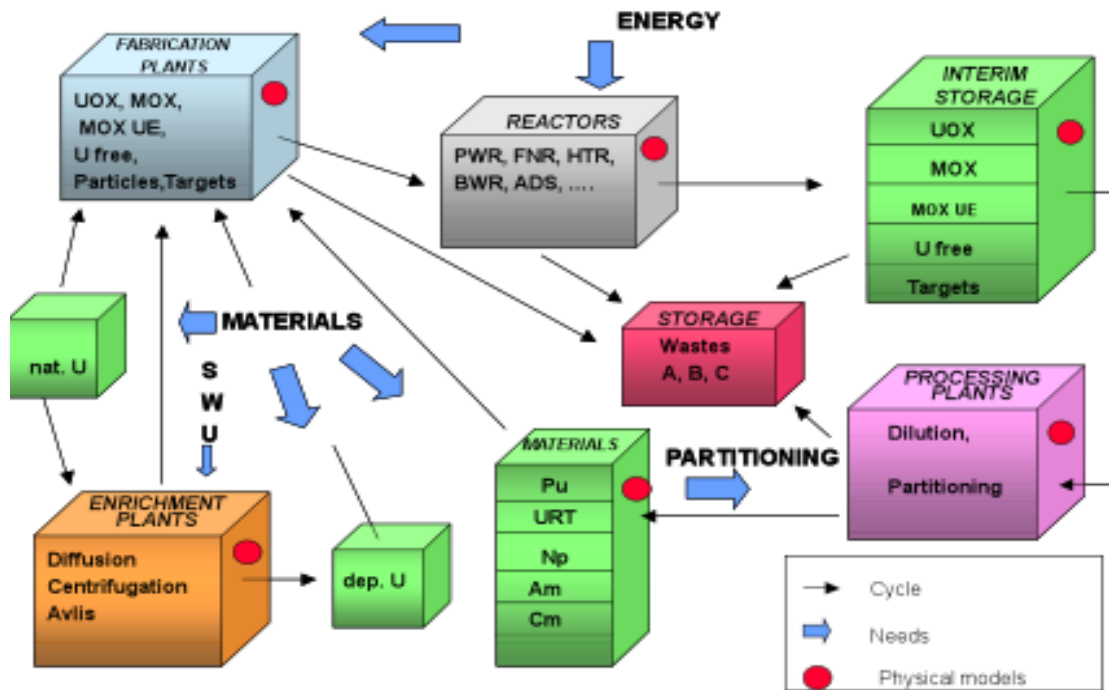 ENERGY
FABRICATION
PLANTS
UOX, MOX,
MOX UE,
U free,
Particles,Targets
REACTORS
PWR, FNR, HTR,
BWR, ADS, ....
INTERIM
STORAGE
UOX
MOX
MOX UE
U free
Targets
nat. U
MATERIALS
S
W
U
STORAGE
Wastes
A, B, C
PROCESSING
PLANTS
Dilution,
Partitioning
MATERIALS
Pu
URT
Np
Am
Cm
PARTITIONING
ENRICHMENT
PLANTS
Diffusion
Centrifugation
Avlis
dep. U
Cycle
Needs
Physical models